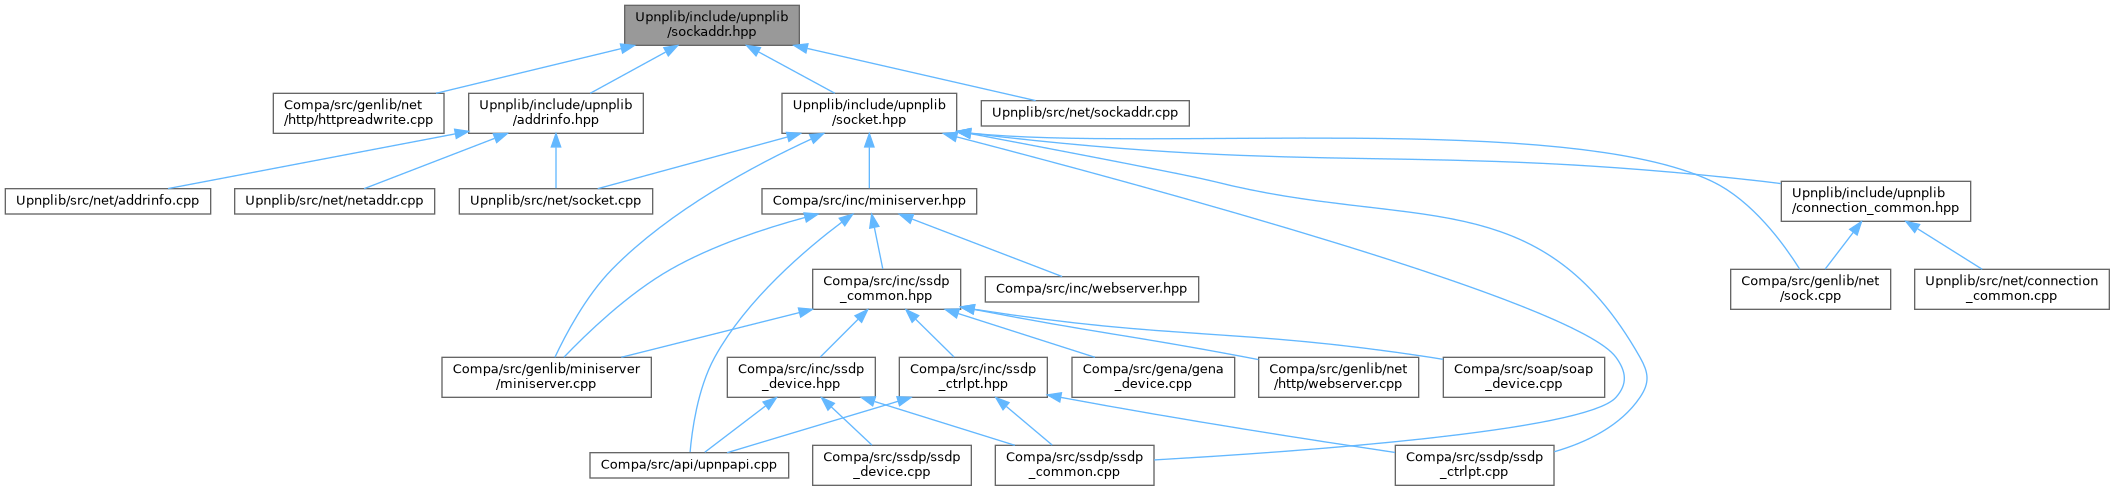 Upnplib/include/upnplib
/sockaddr.hpp
Compa/src/genlib/net
/http/httpreadwrite.cpp
Upnplib/include/upnplib
/addrinfo.hpp
Upnplib/include/upnplib
/socket.hpp
Upnplib/src/net/sockaddr.cpp
Upnplib/src/net/addrinfo.cpp
Upnplib/src/net/netaddr.cpp
Upnplib/src/net/socket.cpp
Compa/src/inc/miniserver.hpp
Upnplib/include/upnplib
/connection_common.hpp
Compa/src/inc/ssdp
_common.hpp
Compa/src/inc/webserver.hpp
Compa/src/genlib/net
/sock.cpp
Upnplib/src/net/connection
_common.cpp
Compa/src/genlib/miniserver
/miniserver.cpp
Compa/src/inc/ssdp
_device.hpp
Compa/src/inc/ssdp
_ctrlpt.hpp
Compa/src/gena/gena
_device.cpp
Compa/src/genlib/net
/http/webserver.cpp
Compa/src/soap/soap
_device.cpp
Compa/src/api/upnpapi.cpp
Compa/src/ssdp/ssdp
_device.cpp
Compa/src/ssdp/ssdp
_common.cpp
Compa/src/ssdp/ssdp
_ctrlpt.cpp